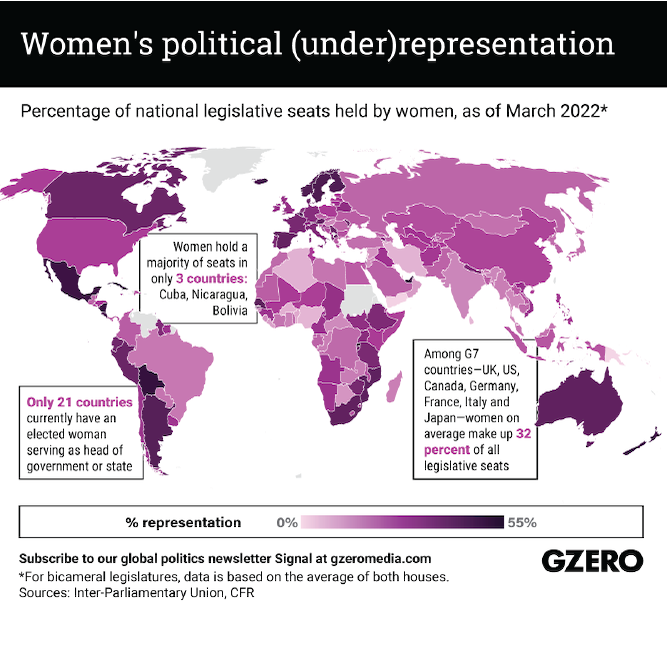 Women's political (under)representation
Percentage of national legislative seats held by women, as of March 2022*
Women hold a
majority of seats in
only 3 countries:
Cuba, Nicaragua,
Bolivia
Among G7
countries—UK, US,
Canada, Germany,
France, Italy and
Japan—women on
average make up 32
percent of all
legislative seats
Only 21 countries
currently have an
elected woman
serving as head of
government or state
% representation 0% 55%
Subscribe to our global politics newsletter Signal at gzeromedia.com
*For bicameral legislatures, data is based on the average of both houses.
Sources: Inter-Parliamentary Union, CFR
GZERO